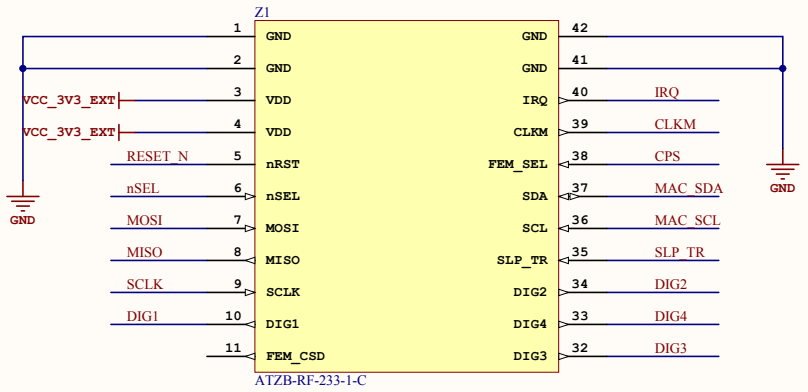 Z1
1 GND GND 42
2 GND GND 41
VCC_3V3_EXT 3 VDD IRQ 40 IRQ
VCC_3V3_EXT 4 VDD CLKM 39 CLKM
RESET_N 5 nRST FEM_SEL 38 CPS
nSEL 6 nSEL SDA 37 MAC_SDA
MOSI 7 MOSI SCL 36 MAC_SCL
MISO 8 MISO SLP_TR 35 SLP_TR
SCLK 9 SCLK DIG2 34 DIG2
DIG1 10 DIG1 DIG4 33 DIG4
11 FEM_CSD DIG3 32 DIG3
GND
GND
ATZB-RF-233-1-C